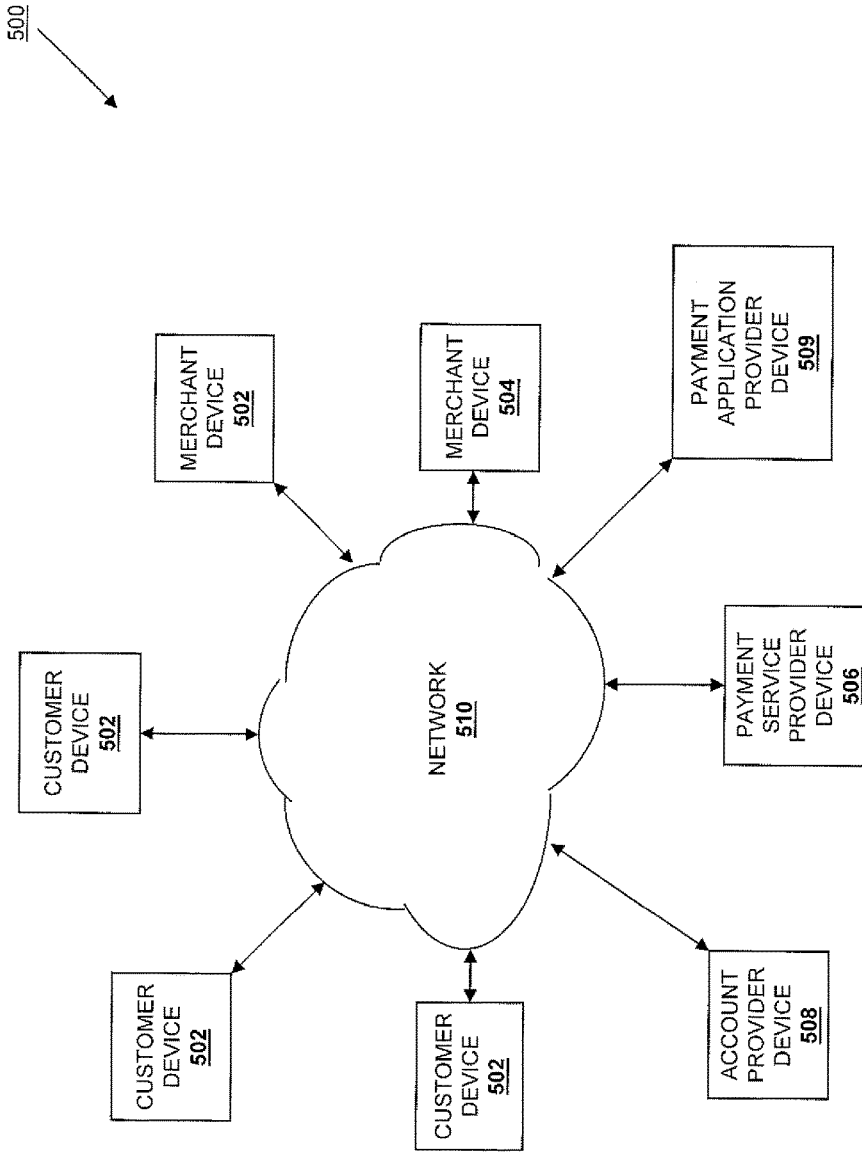 500
CUSTOMER
DEVICE
502
CUSTOMER
DEVICE
502
MERCHANT
DEVICE
502
CUSTOMER
DEVICE
502
NETWORK
510
MERCHANT
DEVICE
504
ACCOUNT
PROVIDER
DEVICE
508
PAYMENT
SERVICE
PROVIDER
DEVICE
506
PAYMENT
APPLICATION
PROVIDER
DEVICE
509